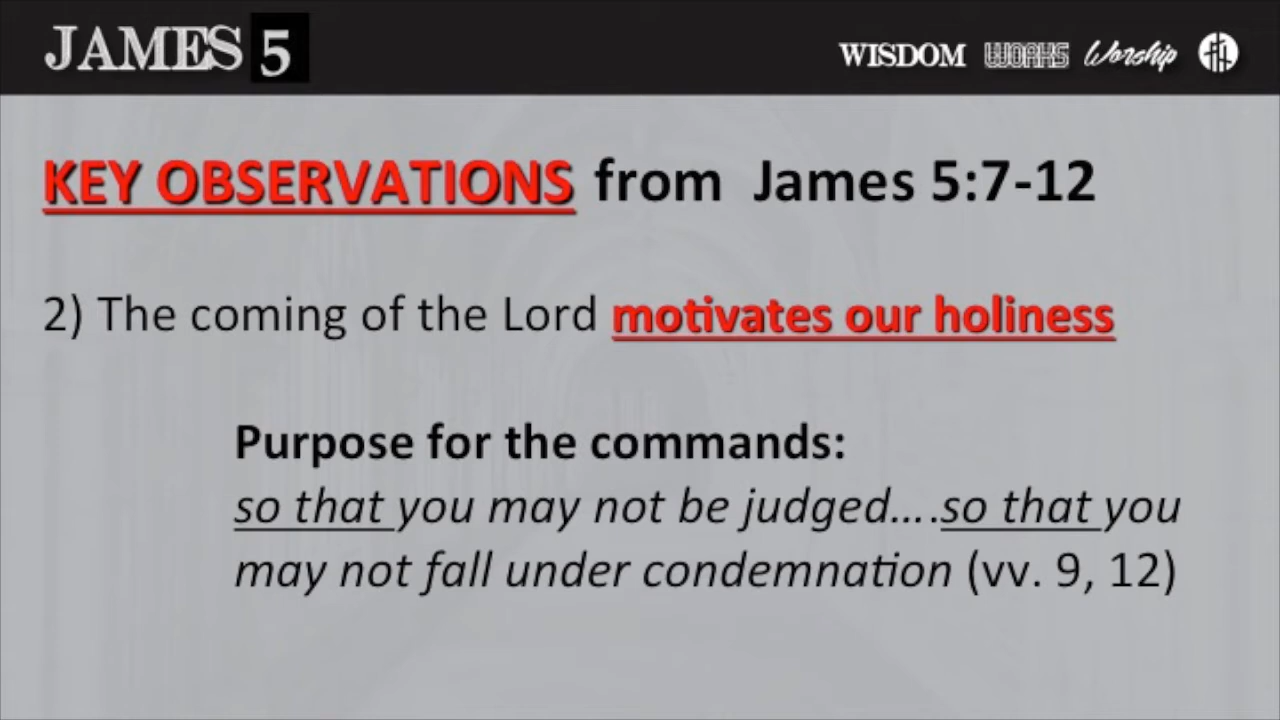 JAMES 5 WISDOM WORKS Worship
KEY OBSERVATIONS from James 5:7-12
2) The coming of the Lord motivates our holiness
Purpose for the commands:
so that you may not be judged….so that you
may not fall under condemnation (vv. 9, 12)